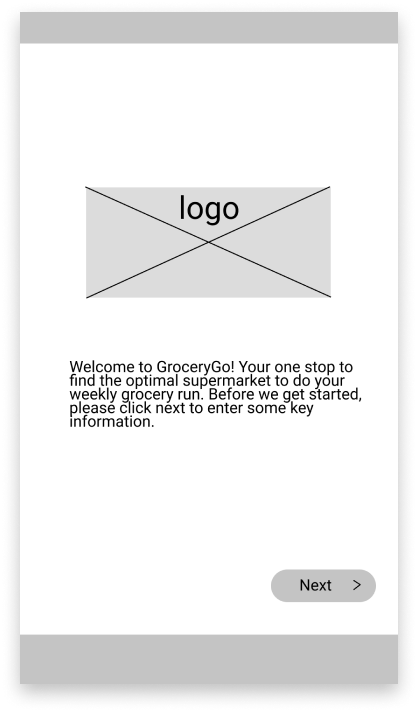 logo
Welcome to GroceryGo! Your one stop to
find the optimal supermarket to do your
weekly grocery run. Before we get started,
please click next to enter some key
information.
Next >